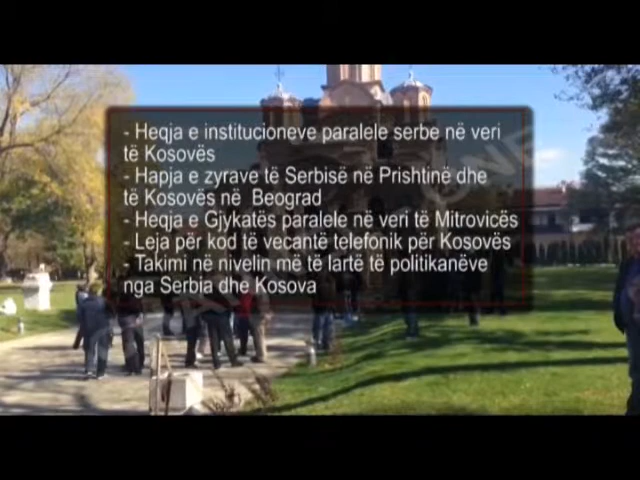 - Heqja e institucioneve paralele serbe në veri
të Kosovës
- Hapja e zyrave të Serbisë në Prishtinë dhe
të Kosovës në Beograd
- Heqja e Gjykatës paralele në veri të Mitrovicës
- Leja për kod të vecantë telefonik për Kosovës
- Takimi në nivelin më të lartë të politikanëve
nga Serbia dhe Kosova